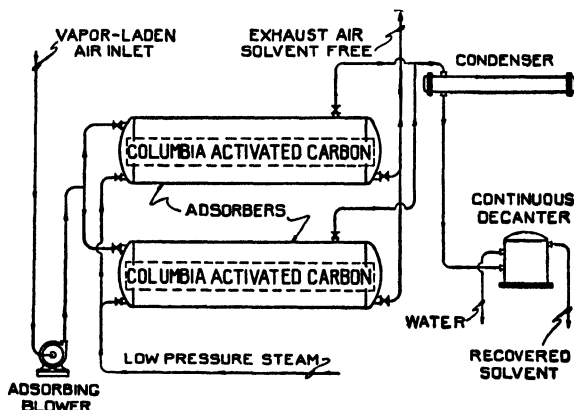 VAPOR-LADEN
AIR INLET
EXHAUST AIR
SOLVENT FREE
CONDENSER
COLUMBIA ACTIVATED CARBON
ADSORBERS
CONTINUOUS
DECANTER
COLUMBIA ACTIVATED CARBON
WATER
LOW PRESSURE STEAM
RECOVERED
SOLVENT
ADSORBING
BLOWER